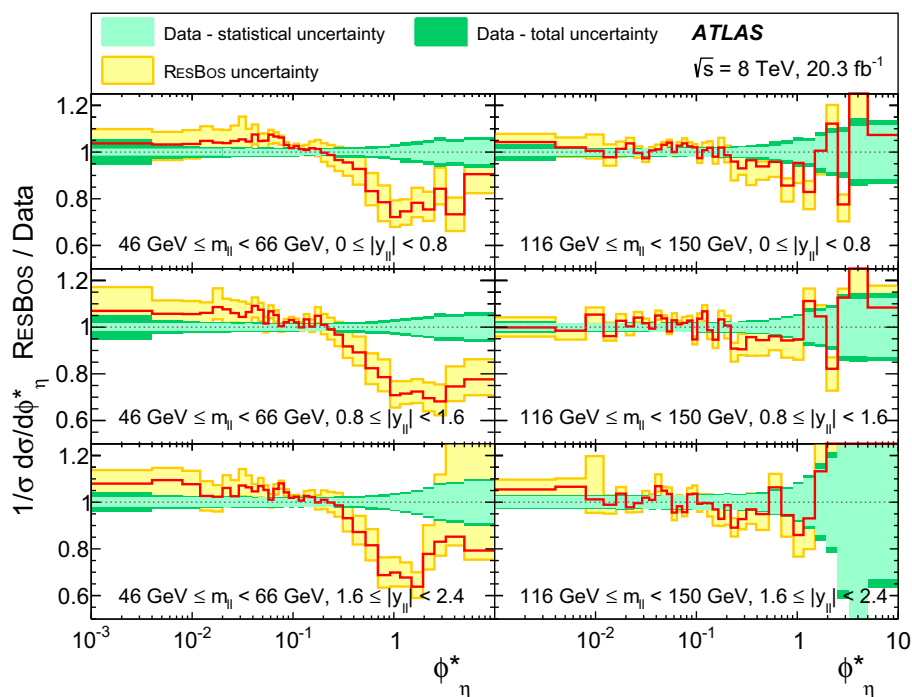 Data - statistical uncertainty
Data - total uncertainty
ATLAS
RESBOS uncertainty
√s = 8 TeV, 20.3 fb⁻¹
1/σ dσ/dφ*η RESBOS / Data
1.2
1
0.8
0.6
46 GeV ≤ m_ll < 66 GeV, 0 ≤ |y_ll| < 0.8
116 GeV ≤ m_ll < 150 GeV, 0 ≤ |y_ll| < 0.8
1.2
1
0.8
0.6
46 GeV ≤ m_ll < 66 GeV, 0.8 ≤ |y_ll| < 1.6
116 GeV ≤ m_ll < 150 GeV, 0.8 ≤ |y_ll| < 1.6
1.2
1
0.8
0.6
46 GeV ≤ m_ll < 66 GeV, 1.6 ≤ |y_ll| < 2.4
116 GeV ≤ m_ll < 150 GeV, 1.6 ≤ |y_ll| < 2.4
10⁻³ 10⁻² 10⁻¹ 1 10⁻² 10⁻¹ 1 10
φ*η φ*η